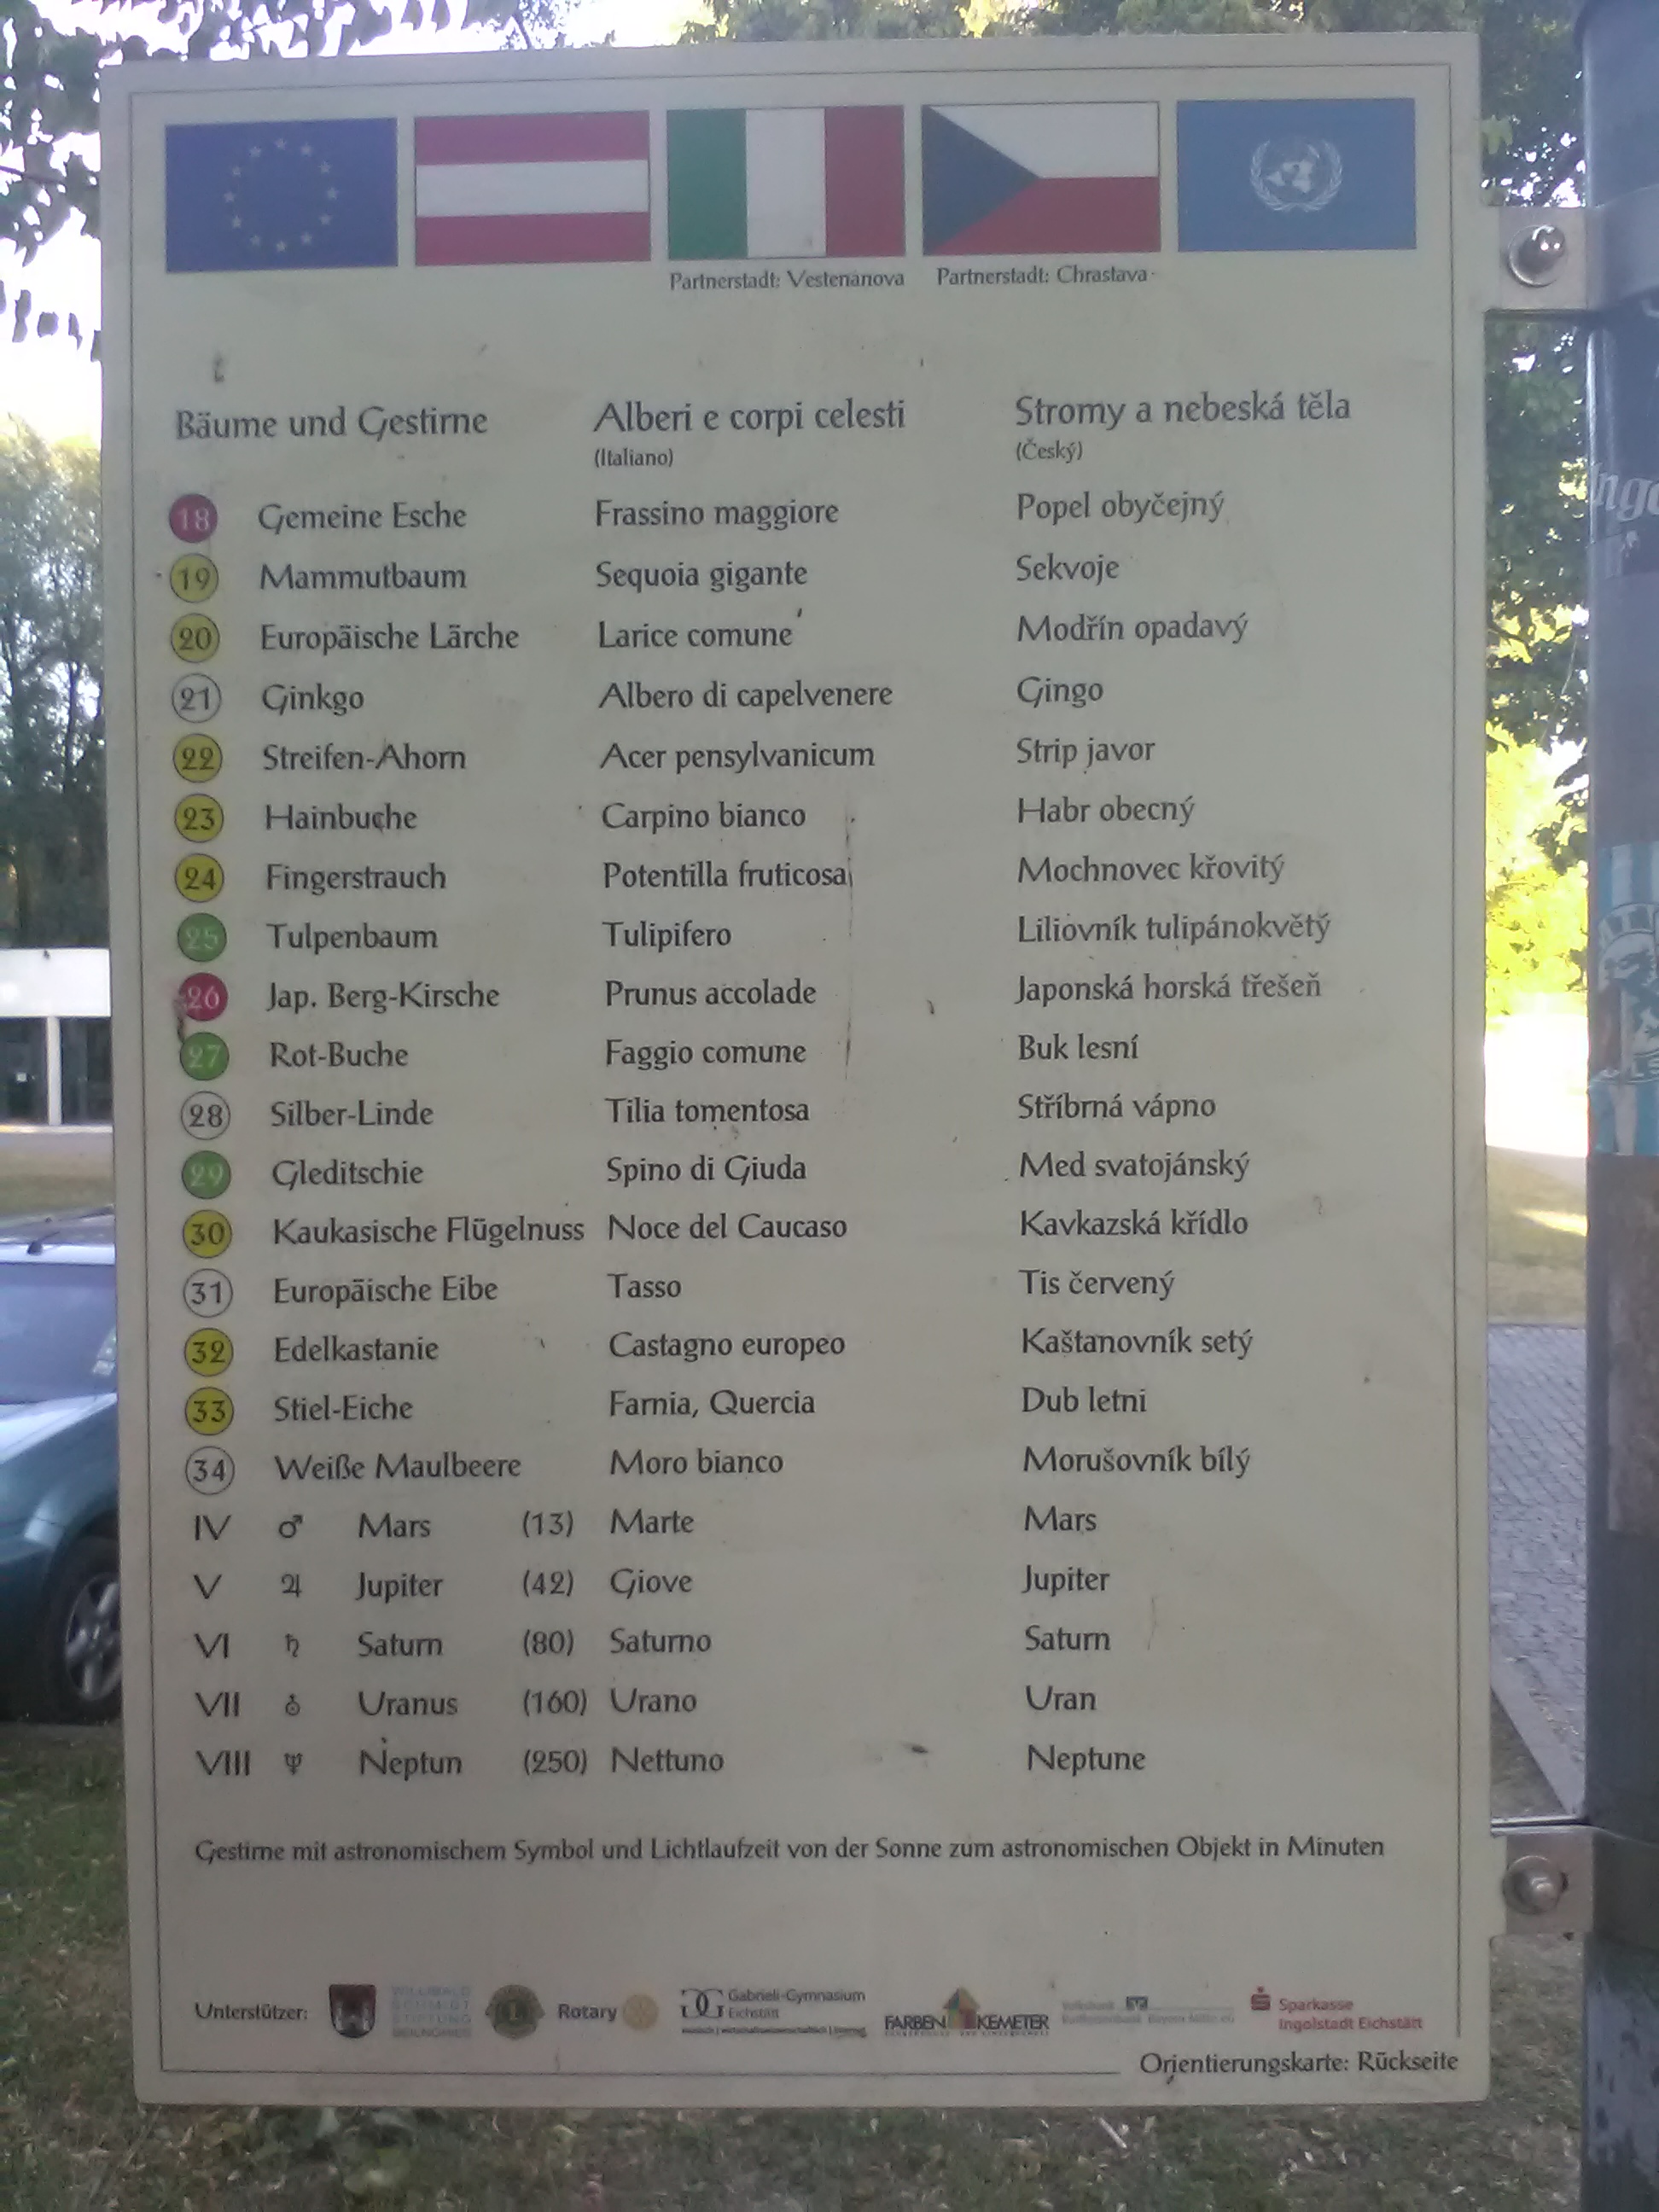 Partnerstadt: Vestenanova Partnerstadt: Chrastava
Bäume und Gestirne Alberi e corpi celesti Stromy a nebeská těla
(Italiano) (Český)
18 Gemeine Esche Frassino maggiore Popel obyčejný
19 Mammutbaum Sequoia gigante Sekvoje
20 Europäische Lärche Larice comune Modřín opadavý
21 Ginkgo Albero di capelvenere Gingo
22 Streifen-Ahorn Acer pensylvanicum Strip javor
23 Hainbuche Carpino bianco Habr obecný
24 Fingerstrauch Potentilla fruticosa Mochnovec křovitý
25 Tulpenbaum Tulipifero Liliovník tulipánokvětý
26 Jap. Berg-Kirsche Prunus accolade Japonská horská třešeň
27 Rot-Buche Faggio comune Buk lesní
28 Silber-Linde Tilia tomentosa Stříbrná vápno
29 Gleditschie Spino di Giuda Med svatojánský
30 Kaukasische Flügelnuss Noce del Caucaso Kavkazská křídlo
31 Europäische Eibe Tasso Tis červený
32 Edelkastanie Castagno europeo Kaštanovník setý
33 Stiel-Eiche Farnia, Quercia Dub letni
34 Weiße Maulbeere Moro bianco Morušovník bílý
IV ♂ Mars (13) Marte Mars
V ♃ Jupiter (42) Giove Jupiter
VI ♄ Saturn (80) Saturno Saturn
VII ⛢ Uranus (160) Urano Uran
VIII ♆ Neptun (250) Nettuno Neptune
Gestirne mit astronomischem Symbol und Lichtlaufzeit von der Sonne zum astronomischen Objekt in Minuten
Unterstützer: Rotary Gabrieli-Gymnasium Eichstätt FARBEN KEMETER Sparkasse Ingolstadt Eichstätt
Orientierungskarte: Rückseite